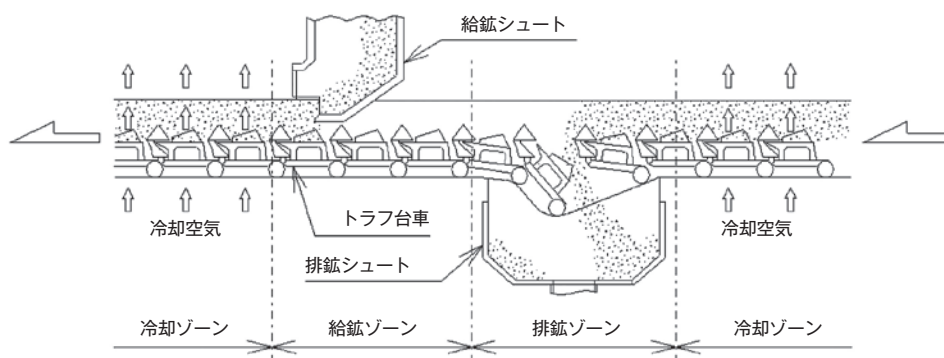 給鉱シュート
冷却空気
トラフ台車
冷却空気
排鉱シュート
冷却ゾーン
給鉱ゾーン
排鉱ゾーン
冷却ゾーン